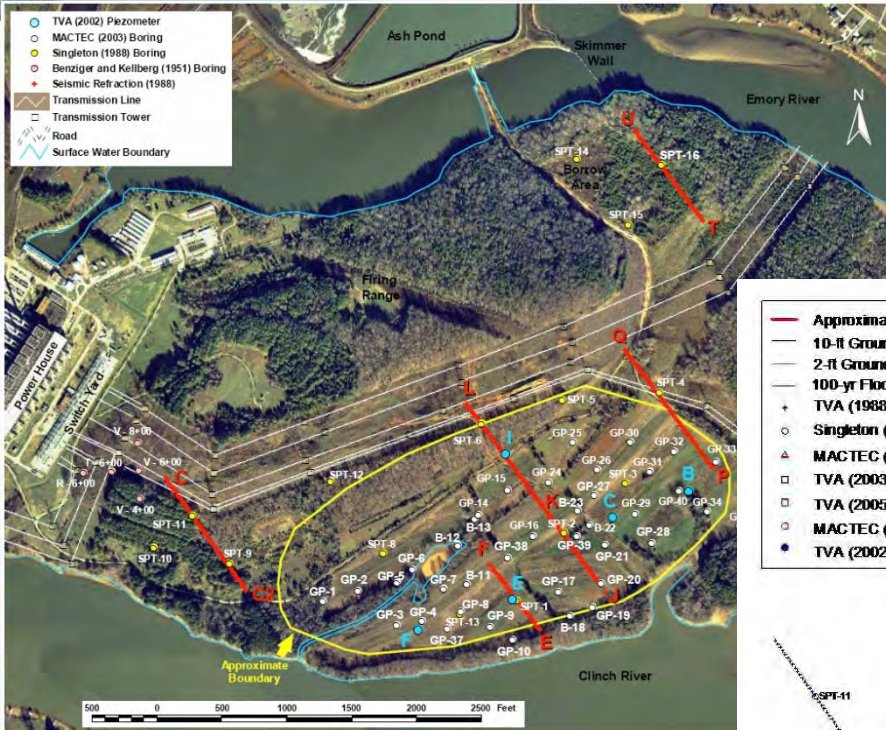 TVA (2002) Piezometer
MACTEC (2003) Boring
Singleton (1988) Boring
Benziger and Kellberg (1951) Boring
Seismic Refraction (1988)
Transmission Line
Transmission Tower
Road
Surface Water Boundary
Ash Pond
Skimmer
Wall
Emory River
N
U
SPT-16
SPT-14
Borrow
Area
SPT-15
T
Firing
Range
Power House
Switch Yard
Q
L
SPT-4
SPT-5
SPT-6
V - 8+00
T - 6+00
V - 6+00
R - 6+00
V - 4+00
C
SPT-12
SPT-11
SPT-10
SPT-9
C2
I
GP-25
GP-30
GP-32
GP-33
P
GP-26
GP-31
SPT-3
B
GP-15
GP-24
GP-27
GP-40
GP-34
K
B-23
C
GP-29
GP-14
B-13
GP-16
SPT-2
B-22
GP-39
GP-28
GP-21
B-12
F
GP-38
SPT-8
GP-6
GP-5
GP-2
GP-1
GP-7
B-11
E
SPT-1
GP-17
GP-20
J
GP-19
B-18
GP-3
GP-4
GP-8
SPT-13
GP-9
F
GP-37
GP-10
E
Approximate
Boundary
Clinch River
500 0 500 1000 1500 2000 2500 Feet
10-ft
2-ft
100-yr
TVA (1988
Singleton (
MACTEC (
TVA (2003
TVA (2005
MACTEC (
TVA (2002
SPT-11